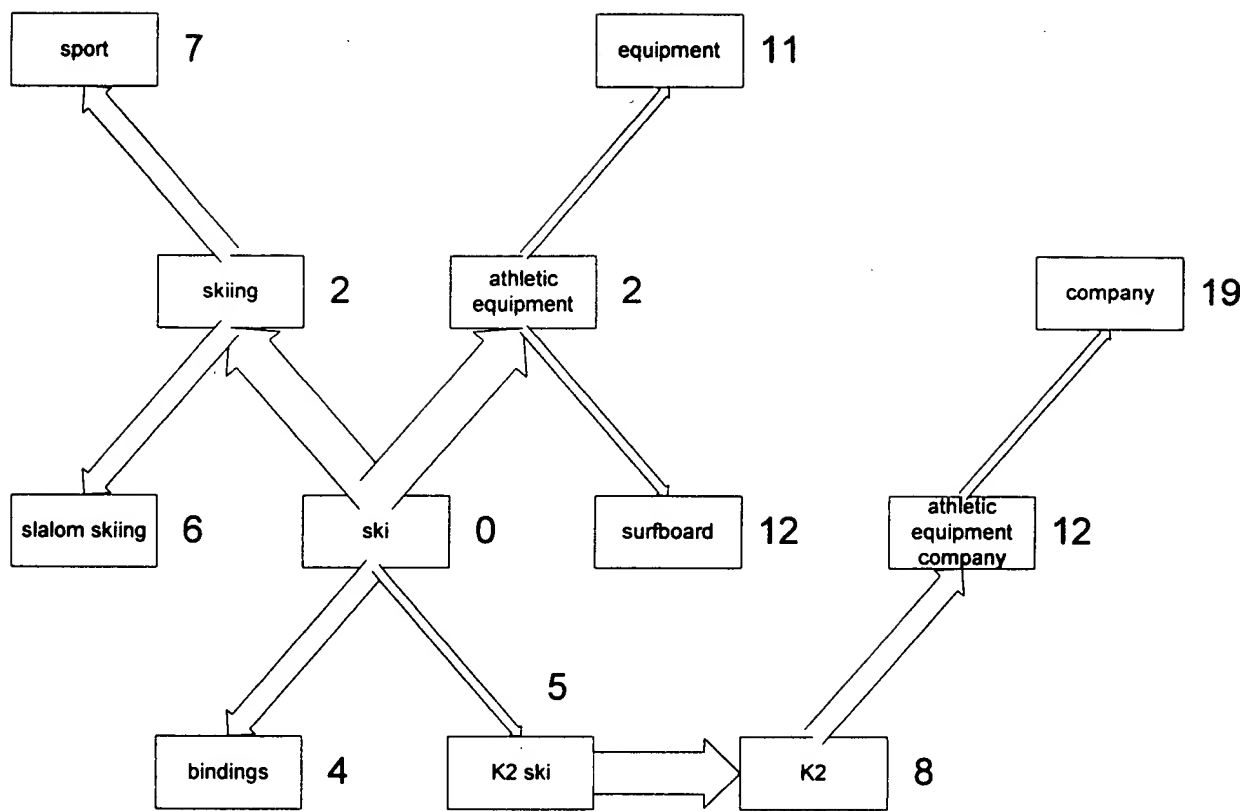 sport 7
equipment 11
skiing 2
athletic
equipment 2
company 19
slalom skiing 6
ski 0
surfboard 12
athletic
equipment
company 12
5
bindings 4
K2 ski
K2 8